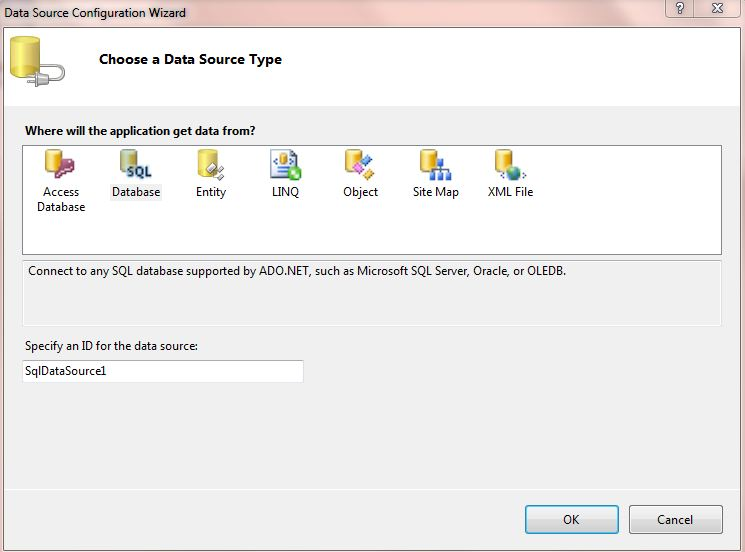 Data Source Configuration Wizard
?
Choose a Data Source Type
Where will the application get data from?
SQL
Access Database
Database
Entity
LINQ
Object
Site Map
XML File
Connect to any SQL database supported by ADO.NET, such as Microsoft SQL Server, Oracle, or OLEDB.
Specify an ID for the data source:
SqlDataSource1
OK
Cancel